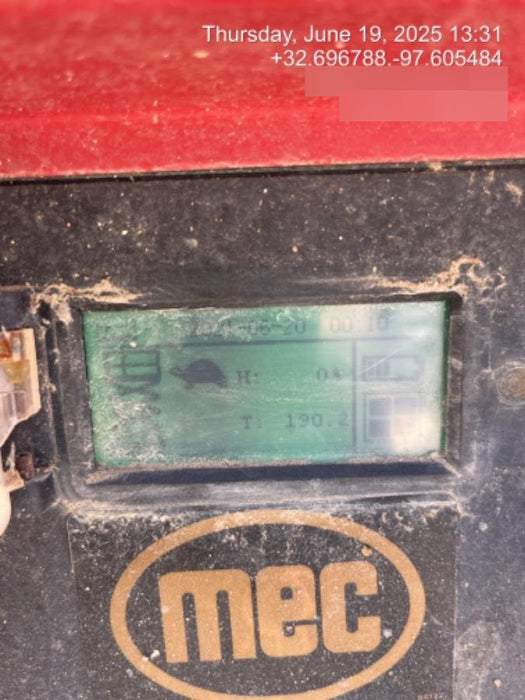 Thursday, June 19, 2025 13:31
+32.696788.-97.605484
00:10
H: 0%
T: 190.2
mec